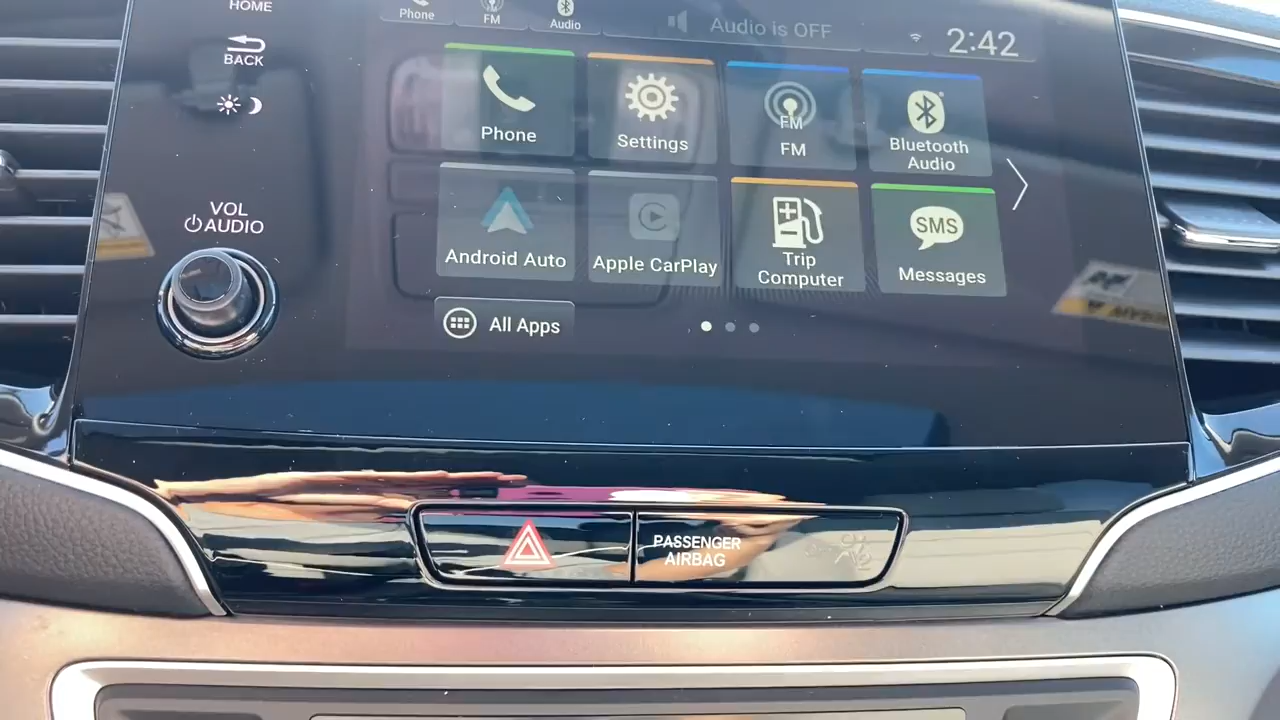 HOME
BACK
VOL
AUDIO
Phone
FM
Audio
Audio is OFF
2:42
Phone
Settings
FM
FM
Bluetooth
Audio
Android Auto
Apple CarPlay
Trip
Computer
SMS
Messages
All Apps
PASSENGER
AIRBAG